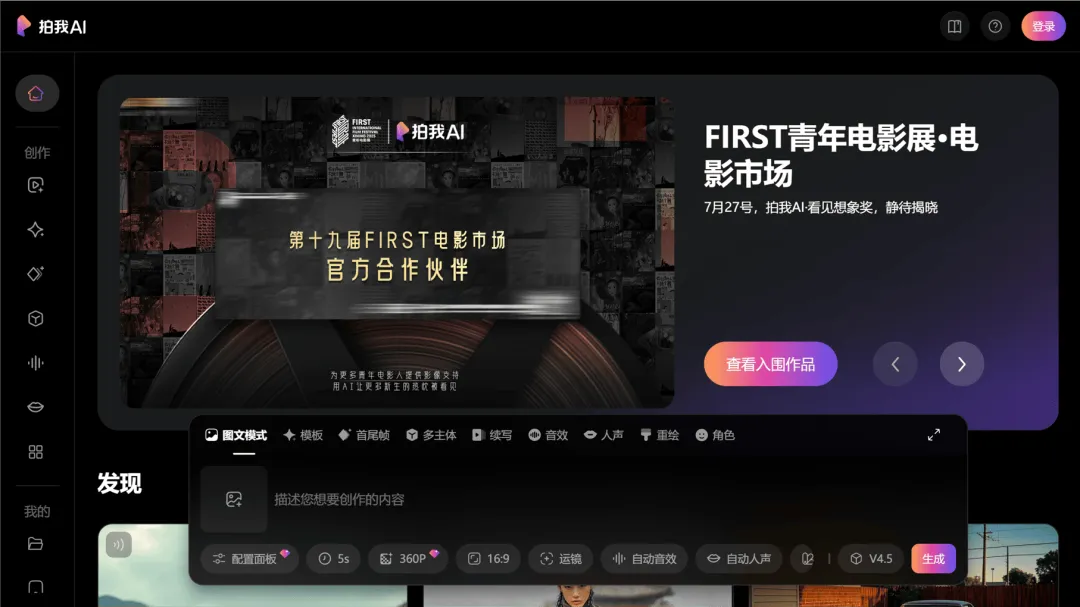 拍我AI
登录
创作
我的
FIRST
INTERNATIONAL
FILM FESTIVAL
拍我AI
第十九届FIRST电影市场
官方合作伙伴
为更多青年电影人提供影像支持
用AI让更多新生的热忱被看见
FIRST青年电影展·电
影市场
7月27号，拍我AI·看见想象奖，静待揭晓
查看入围作品
图文模式 模板 首尾帧 多主体 续写 音效 人声 重绘 角色
描述您想要创作的内容
配置面板 5s 360P 16:9 运镜 自动音效 自动人声 V4.5 生成
发现